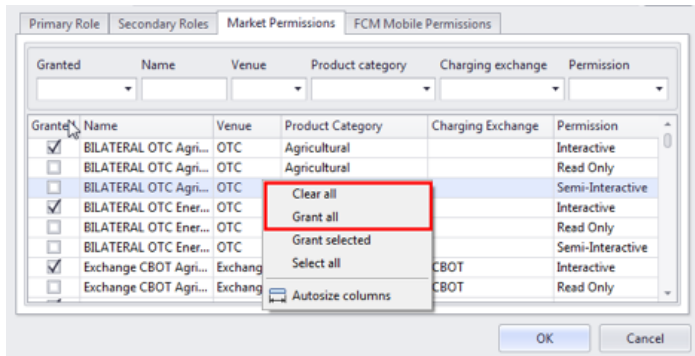 Primary Role Secondary Roles Market Permissions FCM Mobile Permissions
Granted Name Venue Product category Charging exchange Permission
Granted Name Venue Product Category Charging Exchange Permission
BILATERAL OTC Agri... OTC Agricultural Interactive
BILATERAL OTC Agri... OTC Agricultural Read Only
BILATERAL OTC Agri... OTC Semi-Interactive
BILATERAL OTC Ener... OTC Interactive
BILATERAL OTC Ener... OTC Read Only
BILATERAL OTC Ener... OTC Semi-Interactive
Exchange CBOT Agri... Exchang CBOT Interactive
Exchange CBOT Agri... Exchang CBOT Read Only
Clear all
Grant all
Grant selected
Select all
Autosize columns
OK Cancel